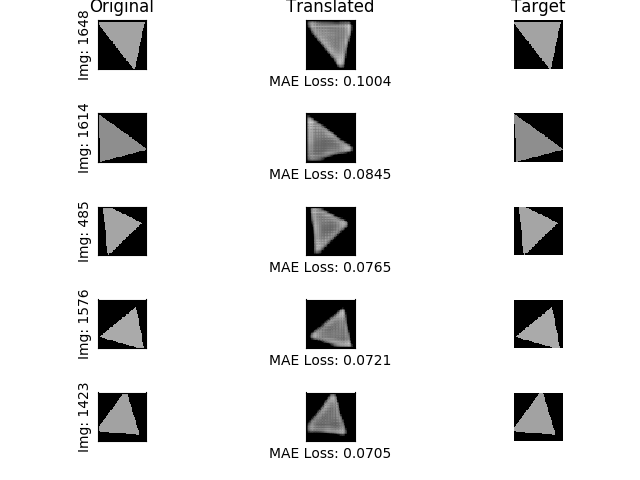 Original Translated Target
Img: 1648
MAE Loss: 0.1004
Img: 1614
MAE Loss: 0.0845
Img: 485
MAE Loss: 0.0765
Img: 1576
MAE Loss: 0.0721
Img: 1423
MAE Loss: 0.0705